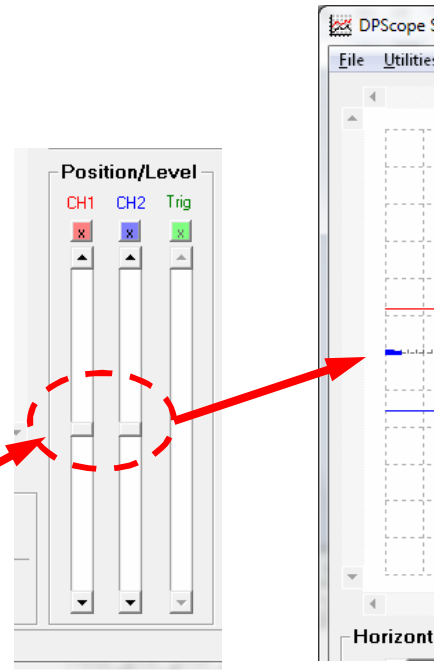 DPScope S
File Utilities
Position/Level
CH1 CH2 Trig
x x x
Horizont